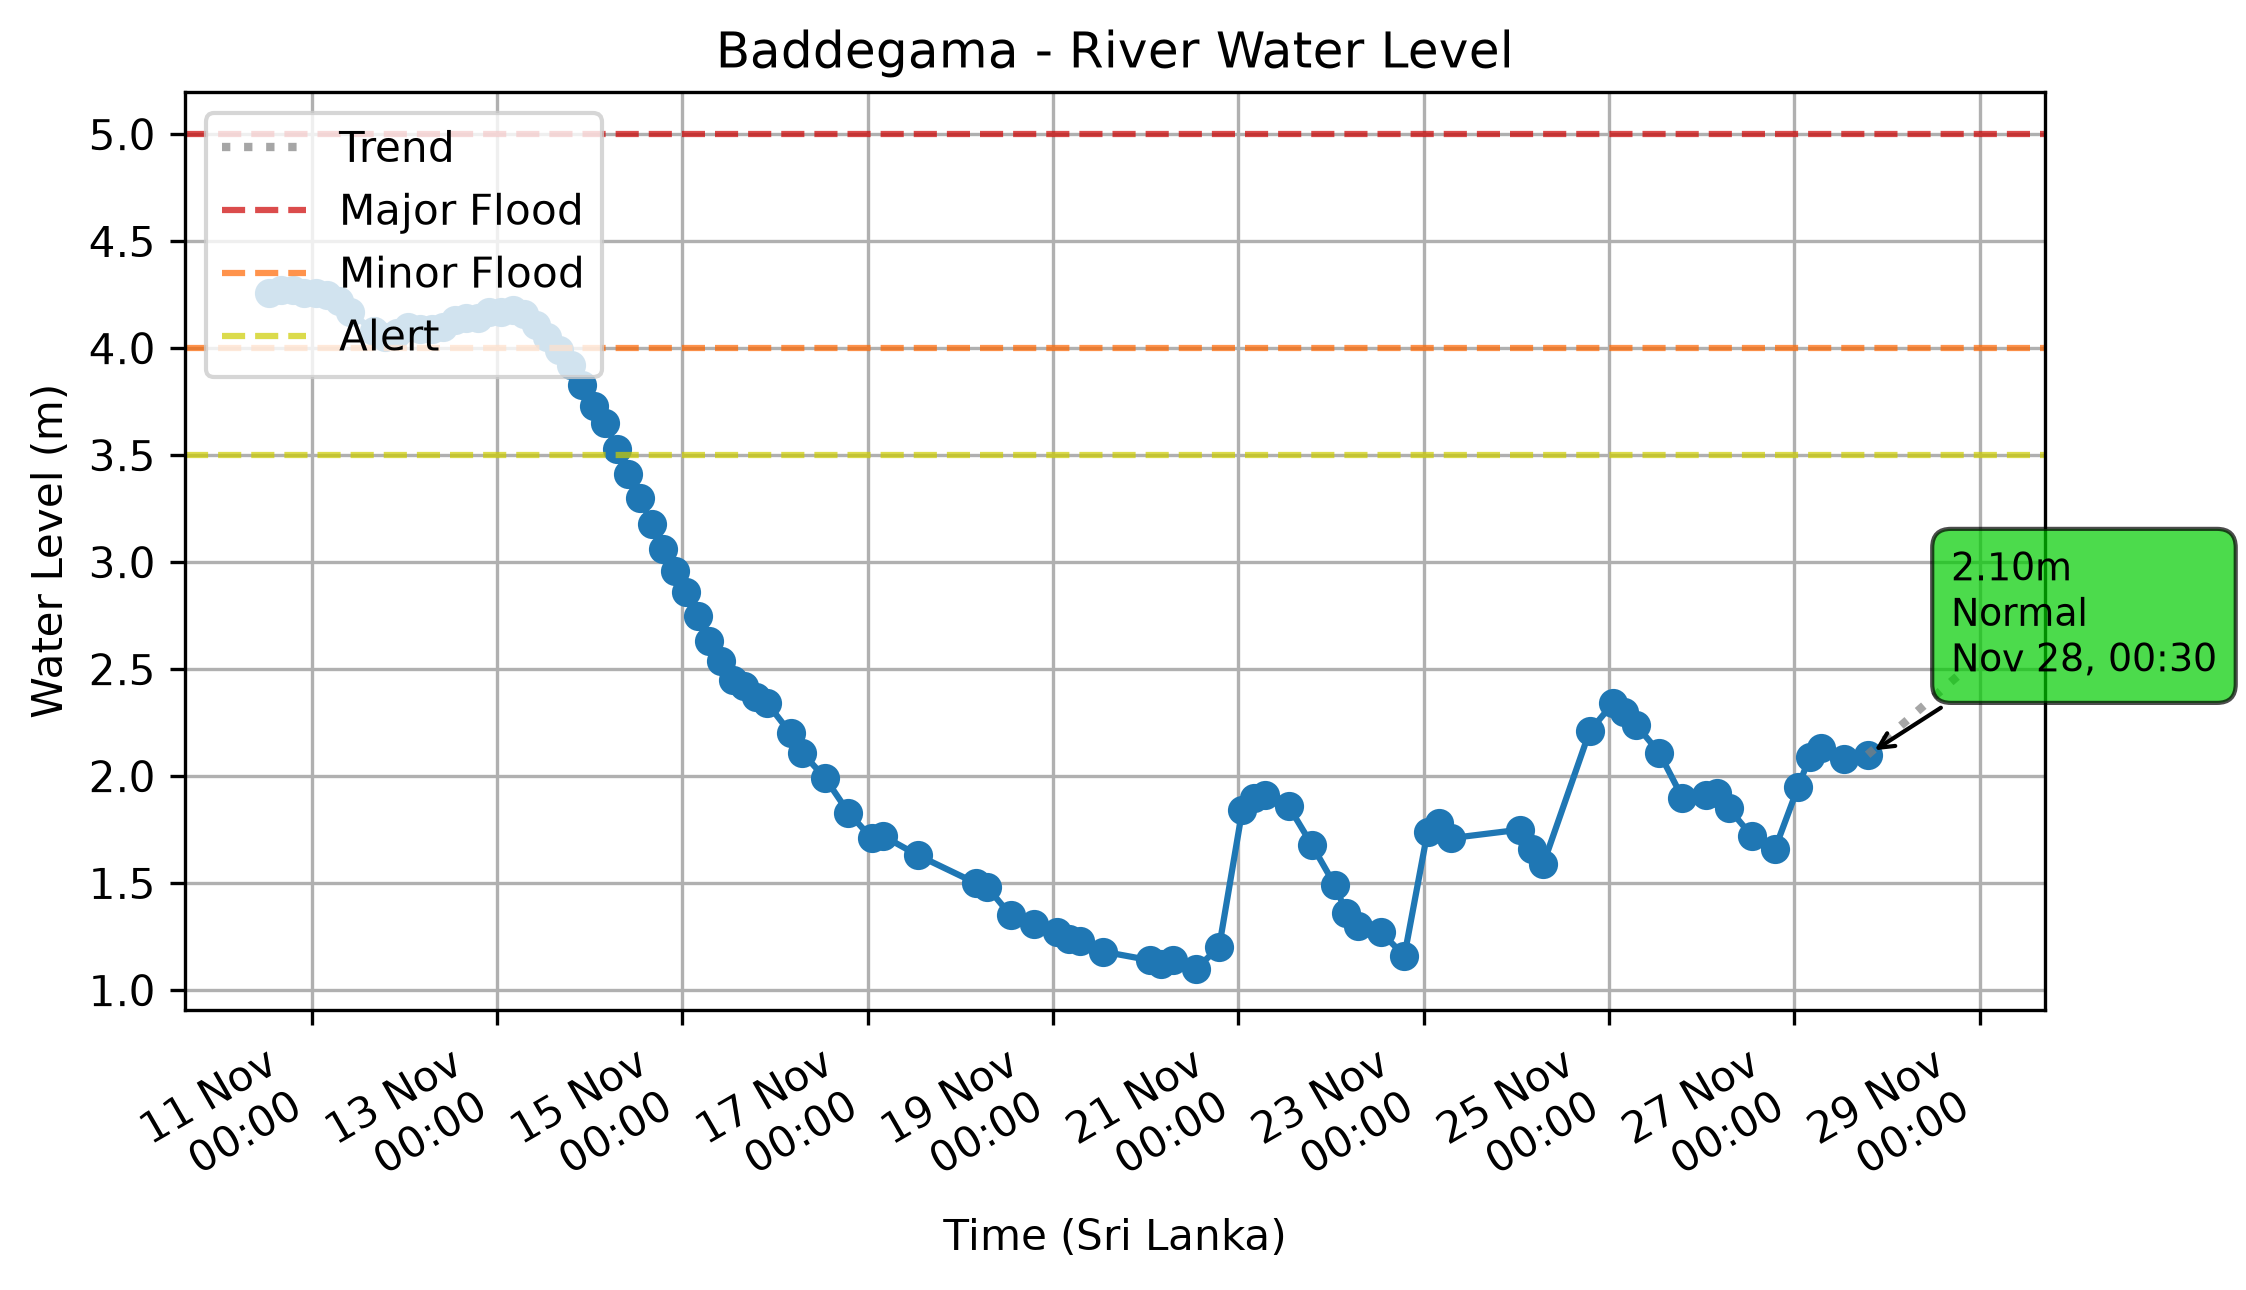 Baddegama - River Water Level
Trend
Major Flood
Minor Flood
Alert
5.0
4.5
4.0
3.5
3.0
2.5
2.0
1.5
1.0
Water Level (m)
2.10m
Normal
Nov 28, 00:30
11 Nov
00:00
13 Nov
00:00
15 Nov
00:00
17 Nov
00:00
19 Nov
00:00
21 Nov
00:00
23 Nov
00:00
25 Nov
00:00
27 Nov
00:00
29 Nov
00:00
Time (Sri Lanka)